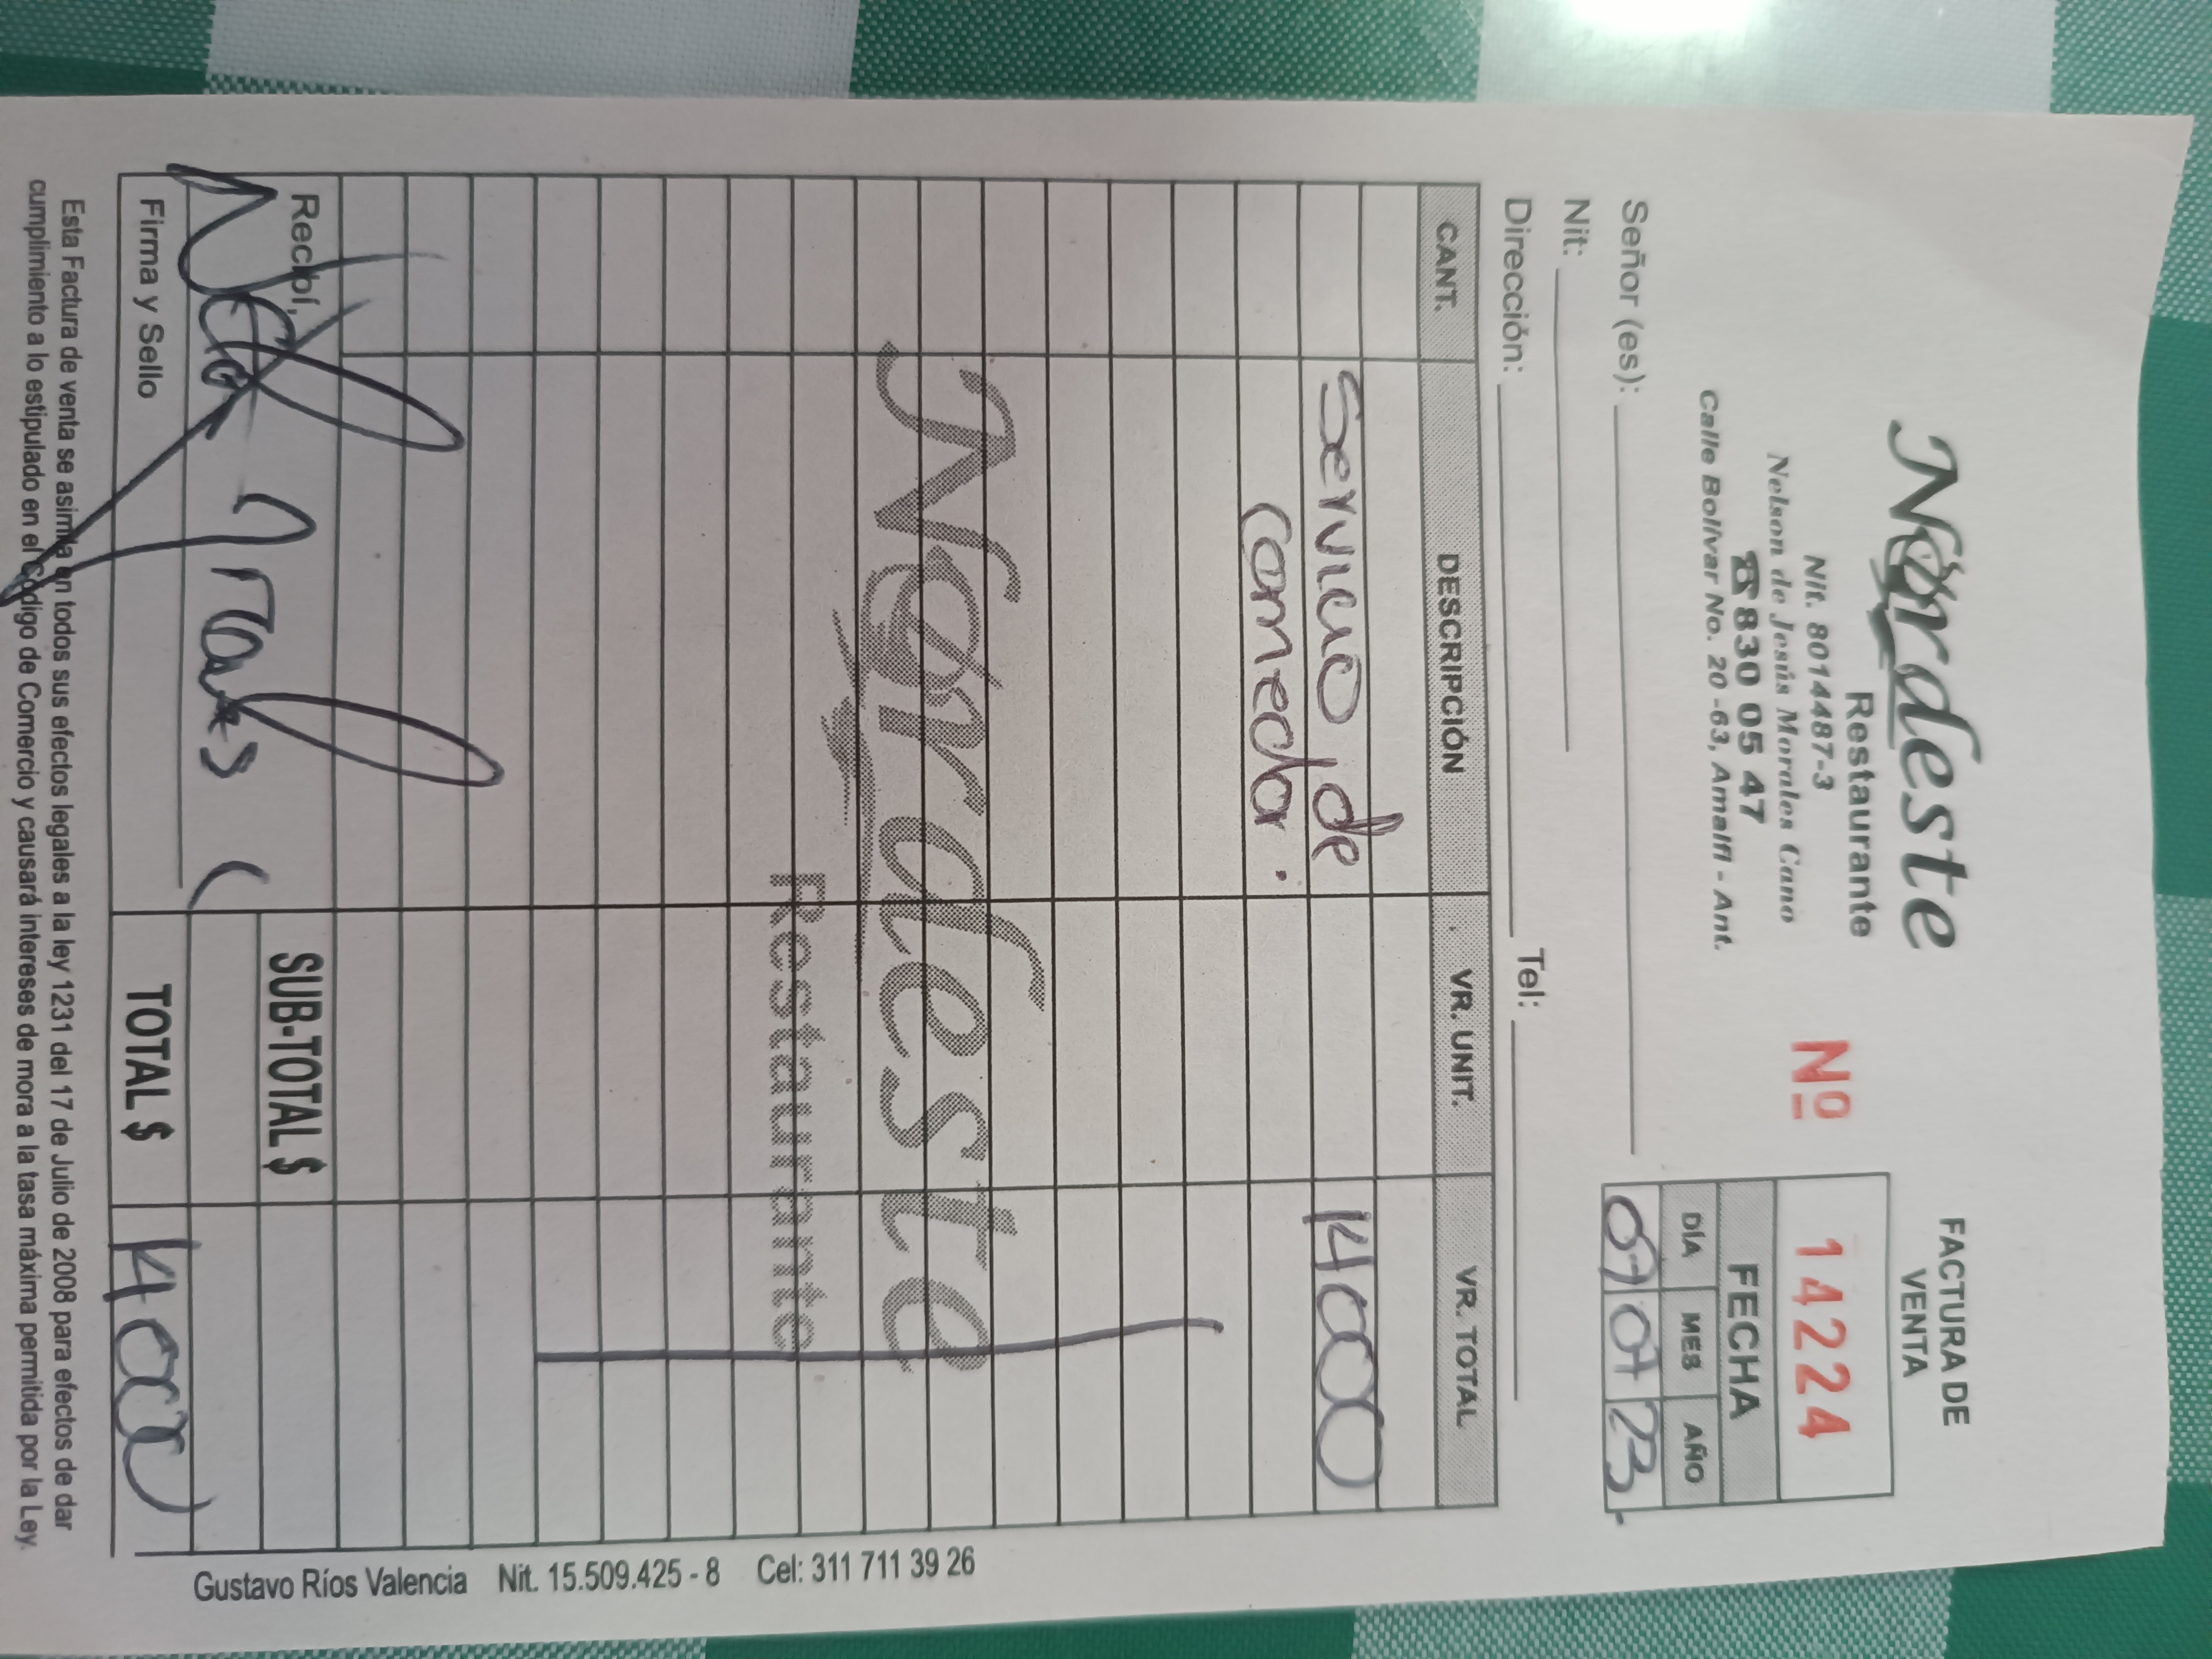 Nordeste
Restaurante
Nit. 8014487-3
Nelson de Jesús Morales Cano
☎ 830 05 47
Calle Bolívar No. 20 -63, Amalfi - Ant.
FACTURA DE
VENTA
Nº 14224
FECHA
DÍA MES AÑO
07 07 23
Señor (es):
Nit:
Dirección: Tel:
CANT. DESCRIPCIÓN VR. UNIT. VR. TOTAL
Servicio de 14000
comedor.
Nordeste
Restaurante
Recibí,
SUB-TOTAL $
Firma y Sello
TOTAL $ 14000
Esta Factura de venta se asimila en todos sus efectos legales a la ley 1231 del 17 de Julio de 2008 para efectos de dar
cumplimiento a lo estipulado en el Código de Comercio y causará intereses de mora a la tasa máxima permitida por la Ley.
Gustavo Ríos Valencia Nit. 15.509.425 - 8 Cel: 311 711 39 26